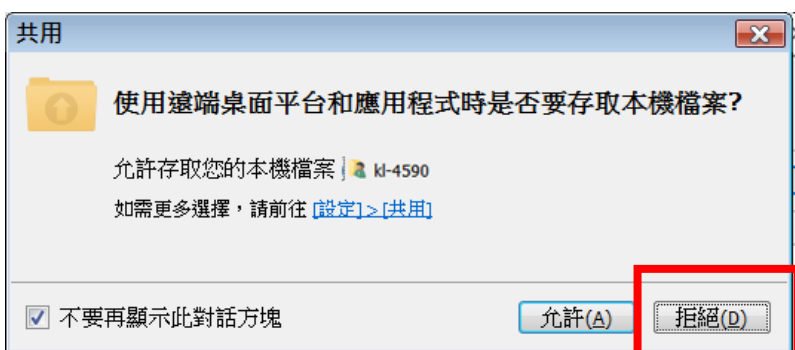 共用
使用遠端桌面平台和應用程式時是否要存取本機檔案?
允許存取您的本機檔案 kl-4590
如需更多選擇,請前往 [設定]>[共用]
不要再顯示此對話方塊
允許(A)
拒絕(D)